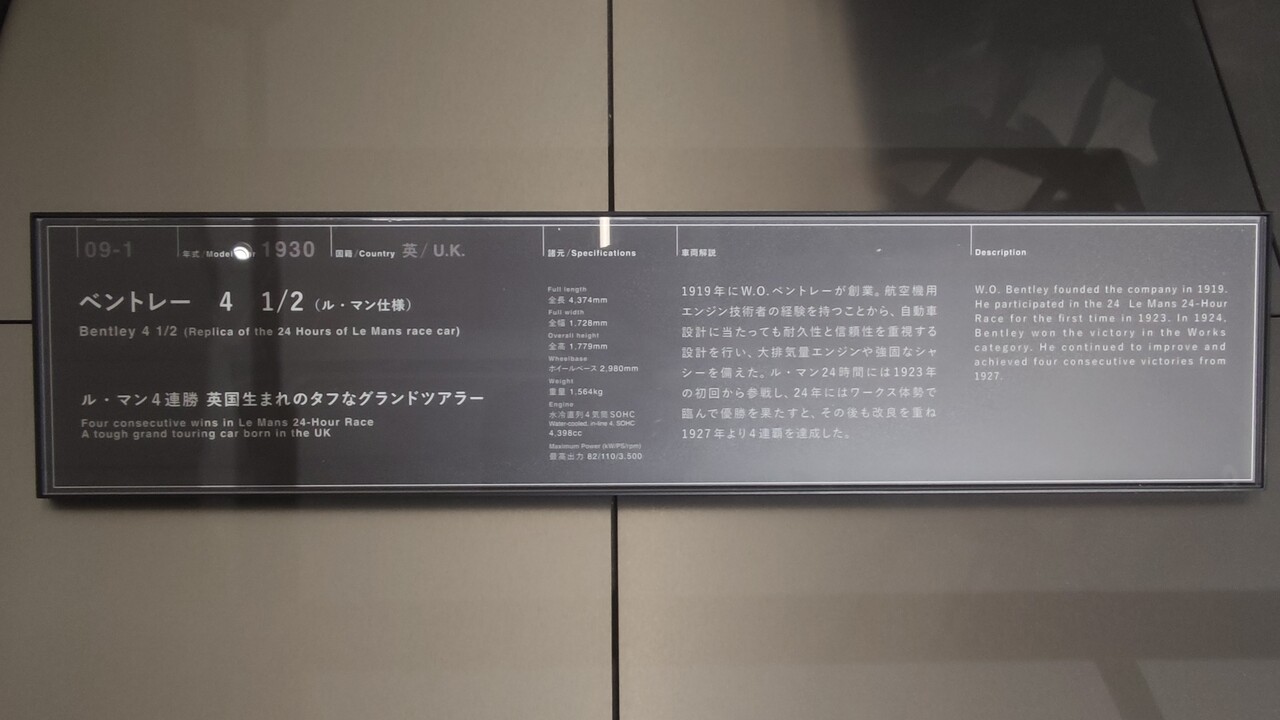 09-1
年式/Model Year 1930
国籍/Country 英/U.K.
ベントレー 4 1/2(ル・マン仕様)
Bentley 4 1/2 (Replica of the 24 Hours of Le Mans race car)
ル・マン4連勝 英国生まれのタフなグランドツアラー
Four consecutive wins in Le Mans 24-Hour Race
A tough grand touring car born in the UK
諸元/Specifications
Full length
全長 4,374mm
Full width
全幅 1,728mm
Overall height
全高 1,779mm
Wheelbase
ホイールベース 2,980mm
Weight
重量 1,564kg
Engine
水冷直列4気筒SOHC
Water-cooled, in-line 4, SOHC
4,398cc
Maximum Power (kW/PS/rpm)
最高出力 82/110/3,500
車両解説
1919年にW.O.ベントレーが創業。航空機用
エンジン技術者の経験を持つことから、自動車
設計に当たっても耐久性と信頼性を重視する
設計を行い、大排気量エンジンや強固なシャ
シーを備えた。ル・マン24時間には1923年
の初回から参戦し、24年にはワークス体勢で
臨んで優勝を果たすと、その後も改良を重ね
1927年より4連覇を達成した。
Description
W.O. Bentley founded the company in 1919.
He participated in the 24 Le Mans 24-Hour
Race for the first time in 1923. In 1924,
Bentley won the victory in the Works
category. He continued to improve and
achieved four consecutive victories from
1927.